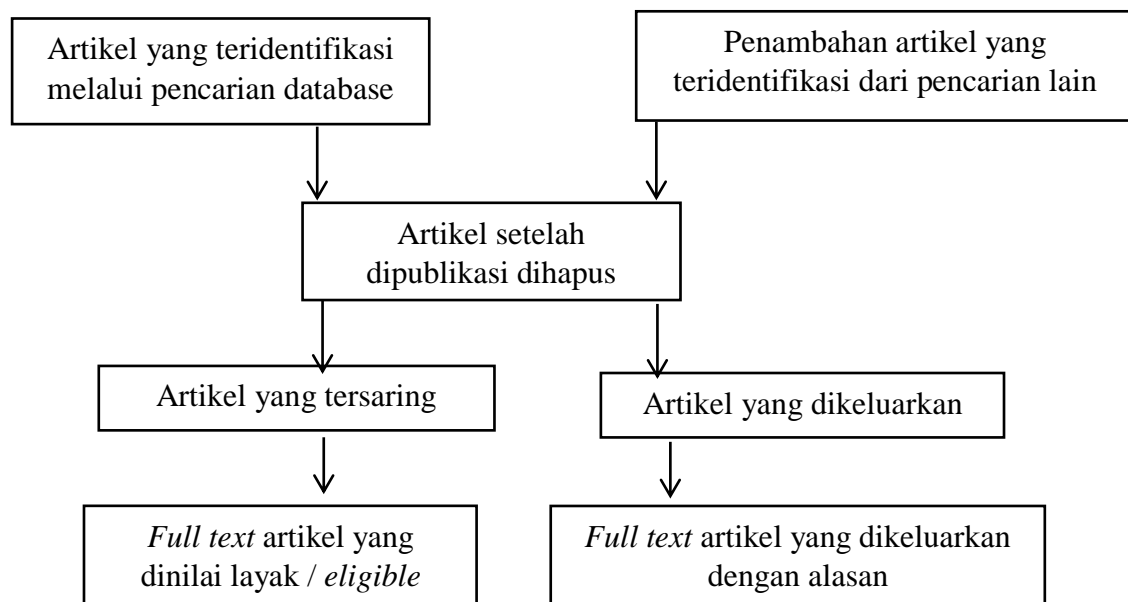 Artikel yang teridentifikasi
melalui pencarian database
Penambahan artikel yang
teridentifikasi dari pencarian lain
Artikel setelah
dipublikasi dihapus
Artikel yang tersaring
Artikel yang dikeluarkan
Full text artikel yang
dinilai layak / eligible
Full text artikel yang dikeluarkan
dengan alasan